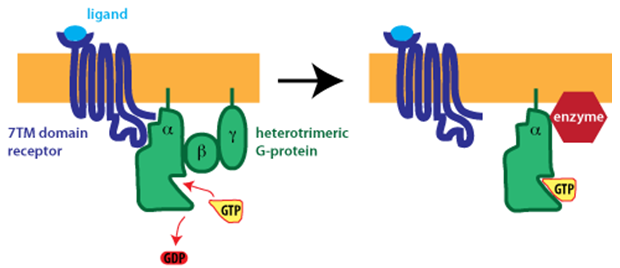 ligand
7TM domain
receptor
α
β
γ
heterotrimeric
G-protein
GTP
GDP
α
enzyme
GTP